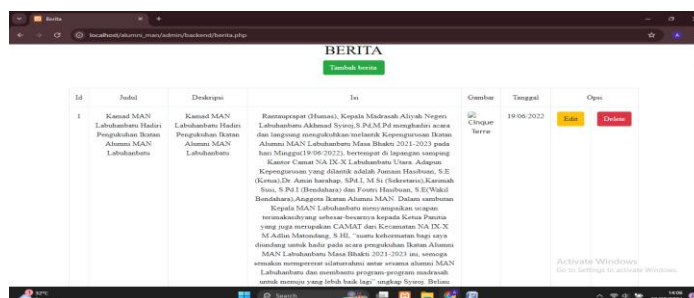 Berita
localhost/alumni_man/admin/backend/berita.php
BERITA
Tambah berita
Id Judul Deskripsi Isi Gambar Tanggal Opsi
1
Kamad MAN
Labuhanbatu Hadiri
Pengukuhan Ikatan
Alumni MAN
Labuhanbatu
Kamad MAN
Labuhanbatu Hadiri
Pengukuhan Ikatan
Alumni MAN
Labuhanbatu
Rantauprapat (Humas), Kepala Madrasah Aliyah Negeri
Labuhanbatu Akhmad Syiroj,S.Pd,M.Pd menghadiri acara
dan langsung mengukuhkan/melantik Kepengurusan Ikatan
Alumni MAN Labuhanbatu Masa Bhakti 2021-2023 pada
hari Minggu(19/06/2022), bertempat di lapangan samping
Kantor Camat NA IX-X Labuhanbatu Utara. Adapun
Kepengurusan yang dilantik adalah Juman Hasibuan, S.E
(Ketua),Dr. Amin harahap, SPd.I, M.Si (Sekretaris),Karimah
Susi, S.Pd.I (Bendahara) dan Hasibuan, S.E(Wakil
Bendahara),Anggota Ikatan Alumni MAN. Dalam sambutan
Kepala MAN Labuhanbatu menyampaikan ucapan
terimakasihyang sebesar-besarnya kepada Ketua Panitia
yang juga merupakan CAMAT dari Kecamatan NA IX-X
M.Adlin Matondang, S.HI, "suatu kehormatan bagi saya
diundang untuk hadir pada acara pengukuhan Ikatan Alumni
MAN Labuhanbatu Masa Bhakti 2021-2023 ini, semoga
semakin mempererat silaturrahmi antar sesama alumni MAN
Labuhanbatu dan membantu program-program madrasah
untuk menuju yang lebih baik lagi" ungkap Syiroj. Beliau
Cinque
Terre
19/06/2022
Edit
Delete
Activate Windows
Go to Settings to activate Windows.
32°C
Search
14:06